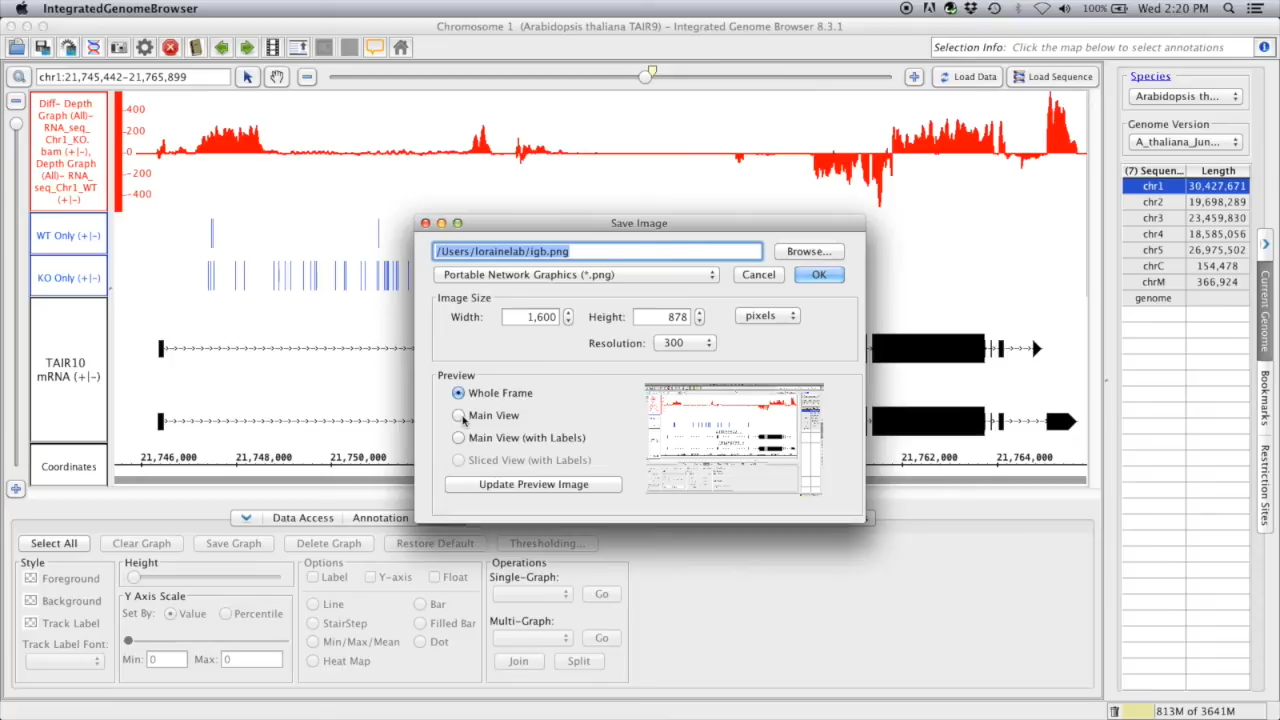 IntegratedGenomeBrowser
100%
Wed 2:20 PM
Chromosome 1 (Arabidopsis thaliana TAIR9) - Integrated Genome Browser 8.3.1
Selection Info: Click the map below to select annotations
chr1:21,745,442-21,765,899
Load Data
Load Sequence
Diff- Depth
Graph (All)-
RNA_seq_
Chr1_KO.
bam (+|-),
Depth Graph
(All)- RNA_
seq_Chr1_WT
(+|-)
400
200
0
-200
-400
WT Only (+|-)
KO Only (+|-)
TAIR10
mRNA (+|-)
Coordinates
21,746,000
21,748,000
21,750,000
21,762,000
21,764,000
Save Image
/Users/lorainelab/igb.png
Browse...
Portable Network Graphics (*.png)
Cancel
OK
Image Size
Width: 1,600
Height: 878
pixels
Resolution: 300
Preview
Whole Frame
Main View
Main View (with Labels)
Sliced View (with Labels)
Update Preview Image
Data Access
Annotation
Select All
Clear Graph
Save Graph
Delete Graph
Restore Default
Thresholding...
Style
Foreground
Background
Track Label
Track Label Font:
Height
Y Axis Scale
Set By: Value Percentile
Min: 0
Max: 0
Options
Label
Y-axis
Float
Line
Bar
StairStep
Filled Bar
Min/Max/Mean
Dot
Heat Map
Operations
Single-Graph:
Go
Multi-Graph:
Go
Join
Split
Species
Arabidopsis th...
Genome Version
A_thaliana_Jun...
(7) Sequen... Length
chr1 30,427,671
chr2 19,698,289
chr3 23,459,830
chr4 18,585,056
chr5 26,975,502
chrC 154,478
chrM 366,924
genome
Current Genome
Bookmarks
Restriction Sites
813M of 3641M